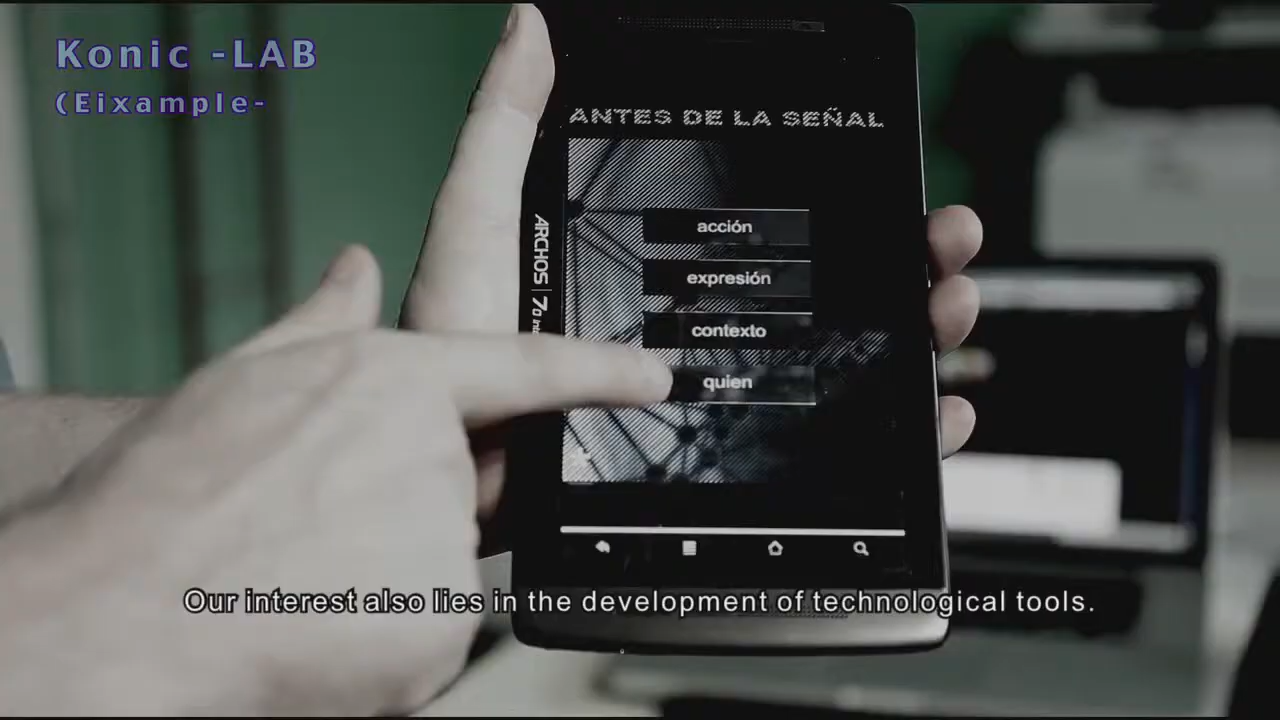 Konic -LAB
(Eixample-
ANTES DE LA SEÑAL
acción
expresión
contexto
quien
ARCHOS 7o
Our interest also lies in the development of technological tools.